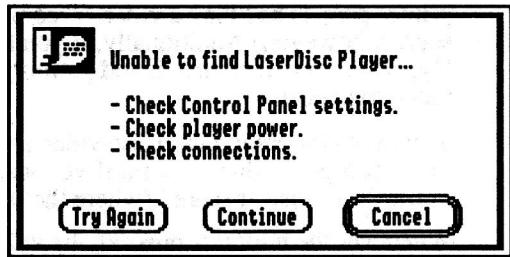 Unable to find LaserDisc Player...
- Check Control Panel settings.
- Check player power.
- Check connections.
Try Again Continue Cancel